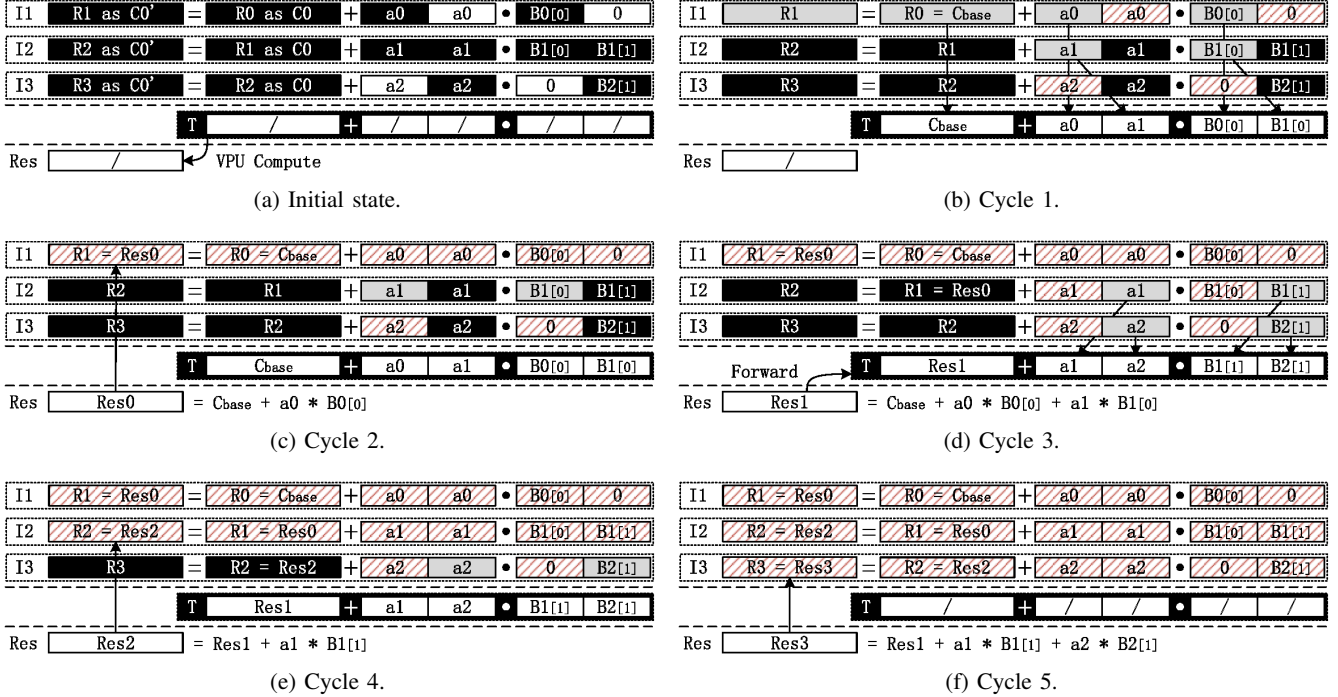 I1 R1 as C0' = R0 as C0 + a0 a0 • B0[0] 0
I2 R2 as C0' = R1 as C0 + a1 a1 • B1[0] B1[1]
I3 R3 as C0' = R2 as C0 + a2 a2 • 0 B2[1]
T / + / / • / /
Res / VPU Compute
(a) Initial state.
I1 R1 = R0 = Cbase + a0 a0 • B0[0] 0
I2 R2 = R1 + a1 a1 • B1[0] B1[1]
I3 R3 = R2 + a2 a2 • 0 B2[1]
T Cbase + a0 a1 • B0[0] B1[0]
Res /
(b) Cycle 1.
I1 R1 = Res0 = R0 = Cbase + a0 a0 • B0[0] 0
I2 R2 = R1 + a1 a1 • B1[0] B1[1]
I3 R3 = R2 + a2 a2 • 0 B2[1]
T Cbase + a0 a1 • B0[0] B1[0]
Res Res0 = Cbase + a0 * B0[0]
(c) Cycle 2.
I1 R1 = Res0 = R0 = Cbase + a0 a0 • B0[0] 0
I2 R2 = R1 = Res0 + a1 a1 • B1[0] B1[1]
I3 R3 = R2 + a2 a2 • 0 B2[1]
Forward T Res1 + a1 a2 • B1[1] B2[1]
Res Res1 = Cbase + a0 * B0[0] + a1 * B1[0]
(d) Cycle 3.
I1 R1 = Res0 = R0 = Cbase + a0 a0 • B0[0] 0
I2 R2 = Res2 = R1 = Res0 + a1 a1 • B1[0] B1[1]
I3 R3 = R2 = Res2 + a2 a2 • 0 B2[1]
T Res1 + a1 a2 • B1[1] B2[1]
Res Res2 = Res1 + a1 * B1[1]
(e) Cycle 4.
I1 R1 = Res0 = R0 = Cbase + a0 a0 • B0[0] 0
I2 R2 = Res2 = R1 = Res0 + a1 a1 • B1[0] B1[1]
I3 R3 = Res3 = R2 = Res2 + a2 a2 • 0 B2[1]
T / + / / • / /
Res Res3 = Res1 + a1 * B1[1] + a2 * B2[1]
(f) Cycle 5.